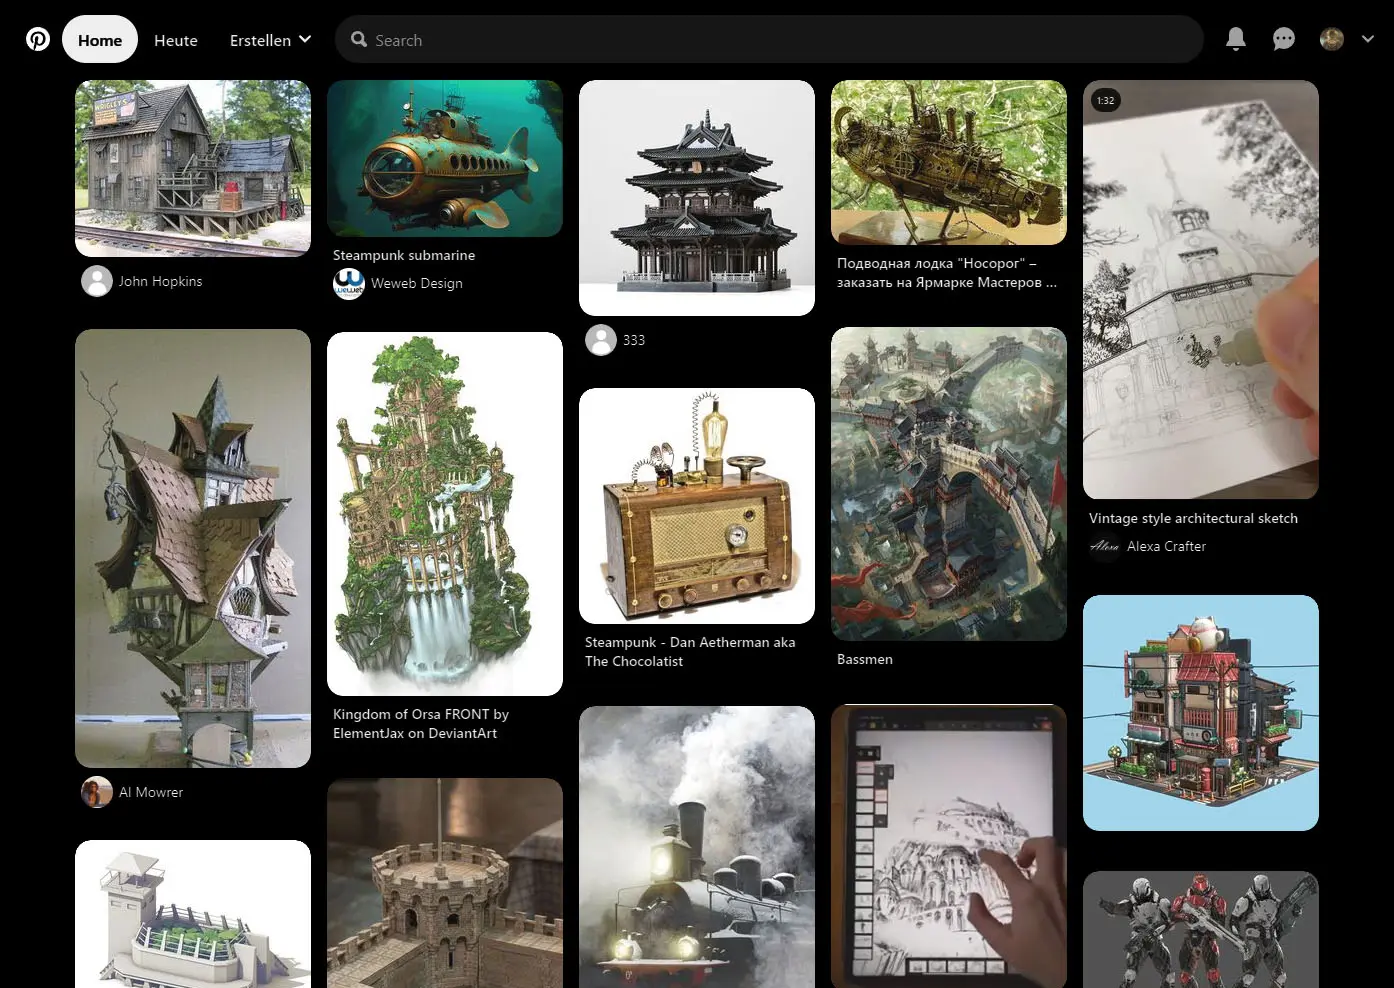 Home
Heute
Erstellen
Search
WRIGLEY'S
John Hopkins
Steampunk submarine
Weweb Design
333
Подводная лодка "Носорог" –
заказать на Ярмарке Мастеров ...
1:32
Vintage style architectural sketch
Alexa
Alexa Crafter
Al Mowrer
Kingdom of Orsa FRONT by
ElementJax on DeviantArt
Steampunk - Dan Aetherman aka
The Chocolatist
Bassmen